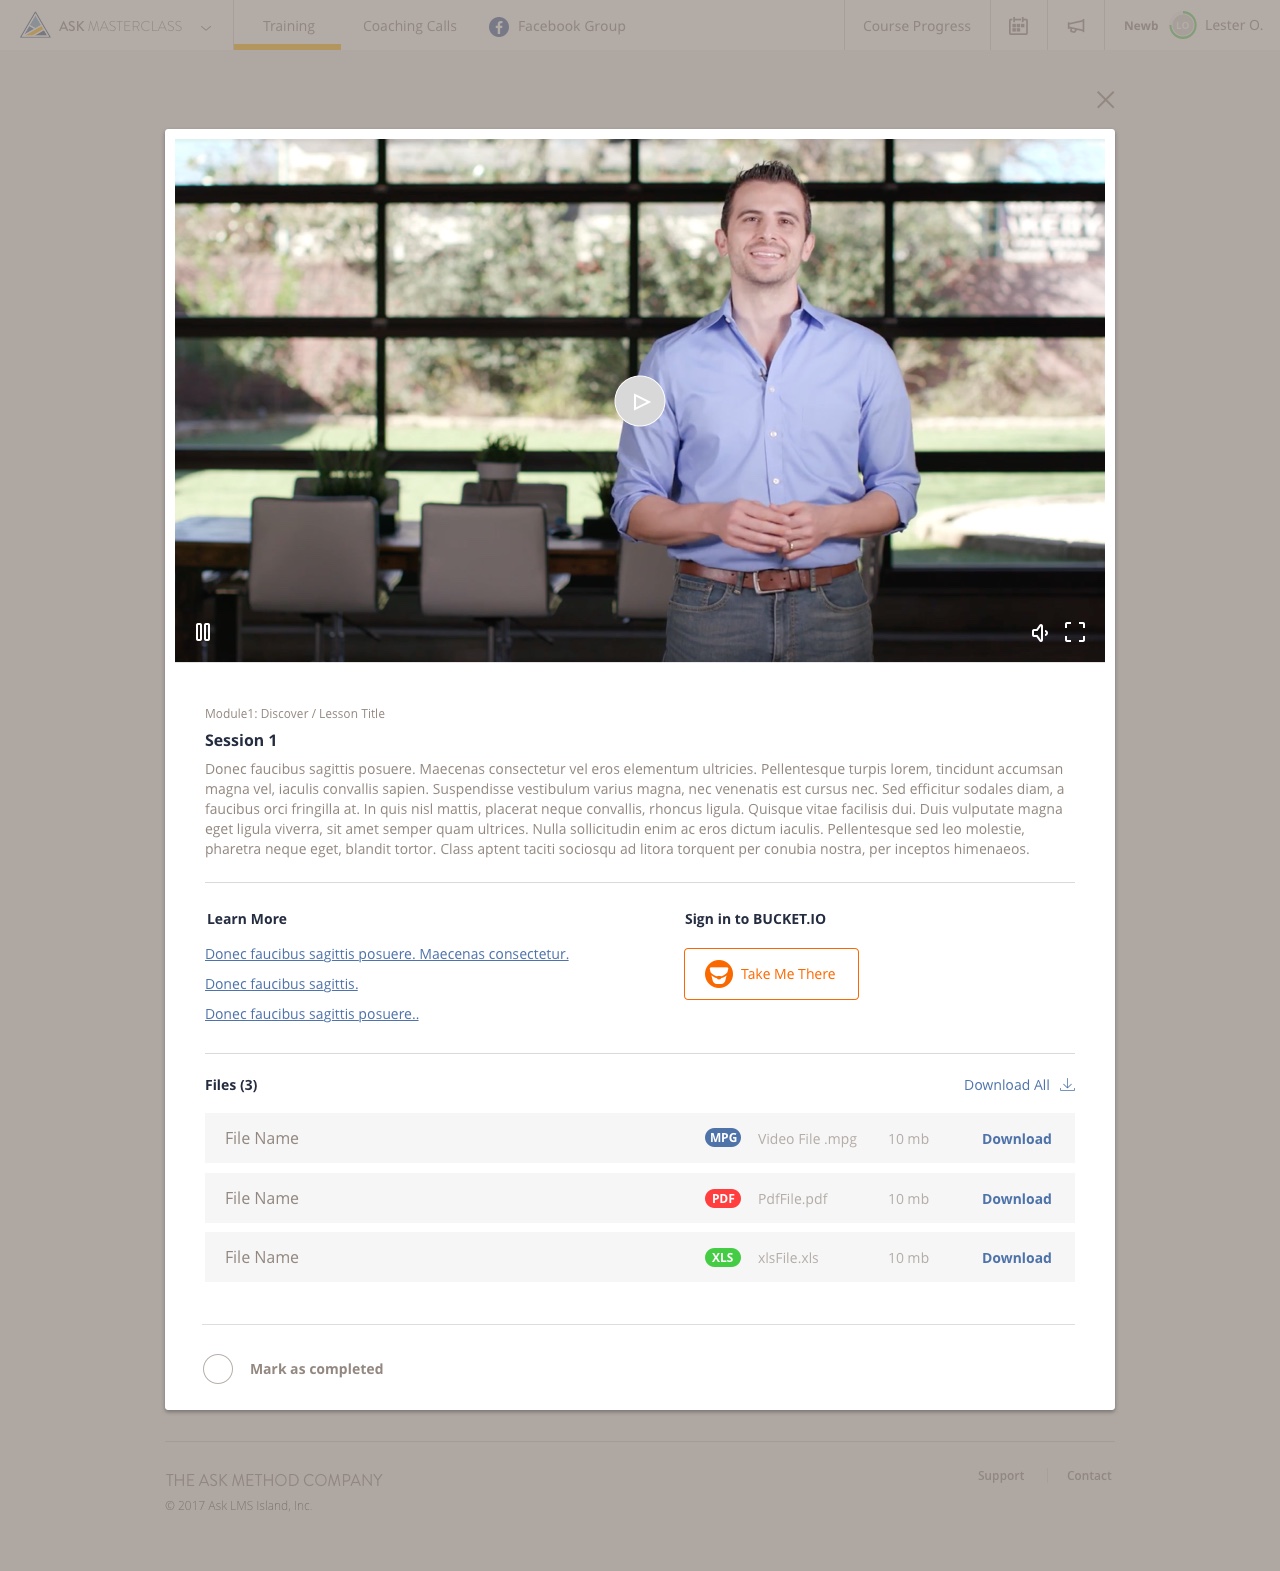 ASK MASTERCLASS
Training
Coaching Calls
Facebook Group
Course Progress
Newb
Lester O.
Module1: Discover / Lesson Title
Session 1
Donec faucibus sagittis posuere. Maecenas consectetur vel eros elementum ultricies. Pellentesque turpis lorem, tincidunt accumsan
magna vel, iaculis convallis sapien. Suspendisse vestibulum varius magna, nec venenatis est cursus nec. Sed efficitur sodales diam, a
faucibus orci fringilla at. In quis nisl mattis, placerat neque convallis, rhoncus ligula. Quisque vitae facilisis dui. Duis vulputate magna
eget ligula viverra, sit amet semper quam ultrices. Nulla sollicitudin enim ac eros dictum iaculis. Pellentesque sed leo molestie,
pharetra neque eget, blandit tortor. Class aptent taciti sociosqu ad litora torquent per conubia nostra, per inceptos himenaeos.
Learn More
Donec faucibus sagittis posuere. Maecenas consectetur.
Donec faucibus sagittis.
Donec faucibus sagittis posuere..
Sign in to BUCKET.IO
Take Me There
Files (3)
Download All
File Name
MPG
Video File .mpg
10 mb
Download
File Name
PDF
PdfFile.pdf
10 mb
Download
File Name
XLS
xlsFile.xls
10 mb
Download
Mark as completed
THE ASK METHOD COMPANY
© 2017 Ask LMS Island, Inc.
Support
Contact